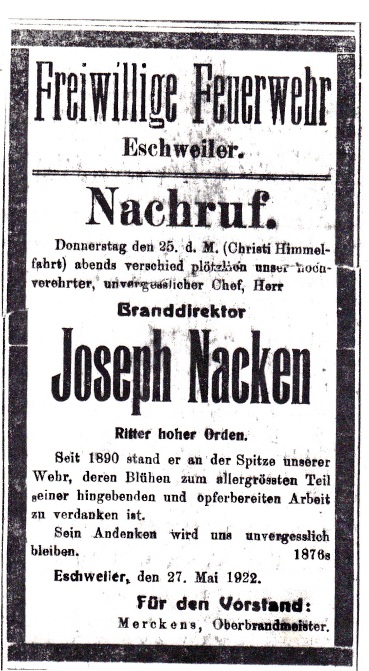 Freiwillige Feuerwehr
Eschweiler.
Nachruf.
Donnerstag den 25. d. M. (Christi Himmel-
fahrt) abends verschied plötzlich unser hoch-
verehrter, unvergesslicher Chef, Herr
Branddirektor
Joseph Nacken
Ritter hoher Orden.
Seit 1890 stand er an der Spitze unserer
Wehr, deren Blühen zum allergrössten Teil
seiner hingebenden und opferbereiten Arbeit
zu verdanken ist.
Sein Andenken wird uns unvergesslich
bleiben. 1876s
Eschweiler, den 27. Mai 1922.
Für den Vorstand:
Merckens, Oberbrandmeister.